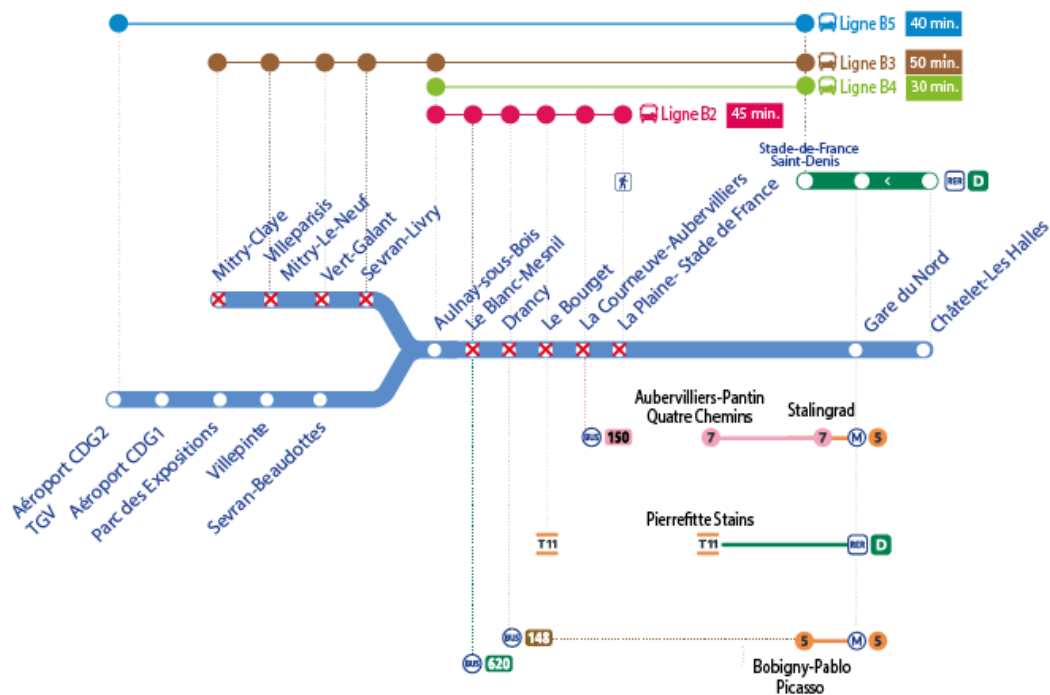 Ligne B5 40 min.
Ligne B3 50 min.
Ligne B4 30 min.
Ligne B2 45 min.
Stade-de-France
Saint-Denis
RER D
Mitry-Claye
Villeparisis
Mitry-Le-Neuf
Vert-Galant
Sevran-Livry
Aulnay-sous-Bois
Le Blanc-Mesnil
Drancy
Le Bourget
La Courneuve-Aubervilliers
La Plaine- Stade de France
Gare du Nord
Châtelet-Les Halles
Aéroport CDG2
TGV
Aéroport CDG1
Parc des Expositions
Villepinte
Sevran-Beaudottes
Aubervilliers-Pantin
Quatre Chemins
Stalingrad
BUS 150
7 7 M 5
Pierrefitte Stains
T11 T11 RER D
BUS 148 5 M 5
BUS 620
Bobigny-Pablo
Picasso